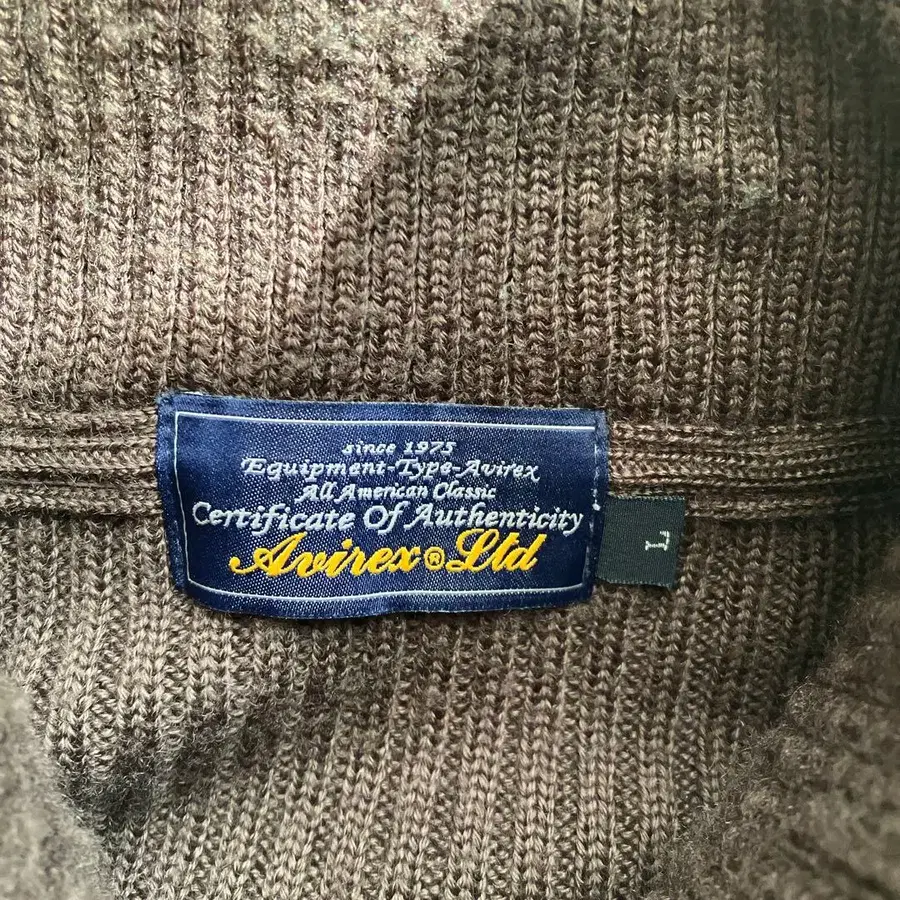 since 1975
Equipment-Type-Avirex
All American Classic
Certificate Of Authenticity
Avirex® Ltd
L